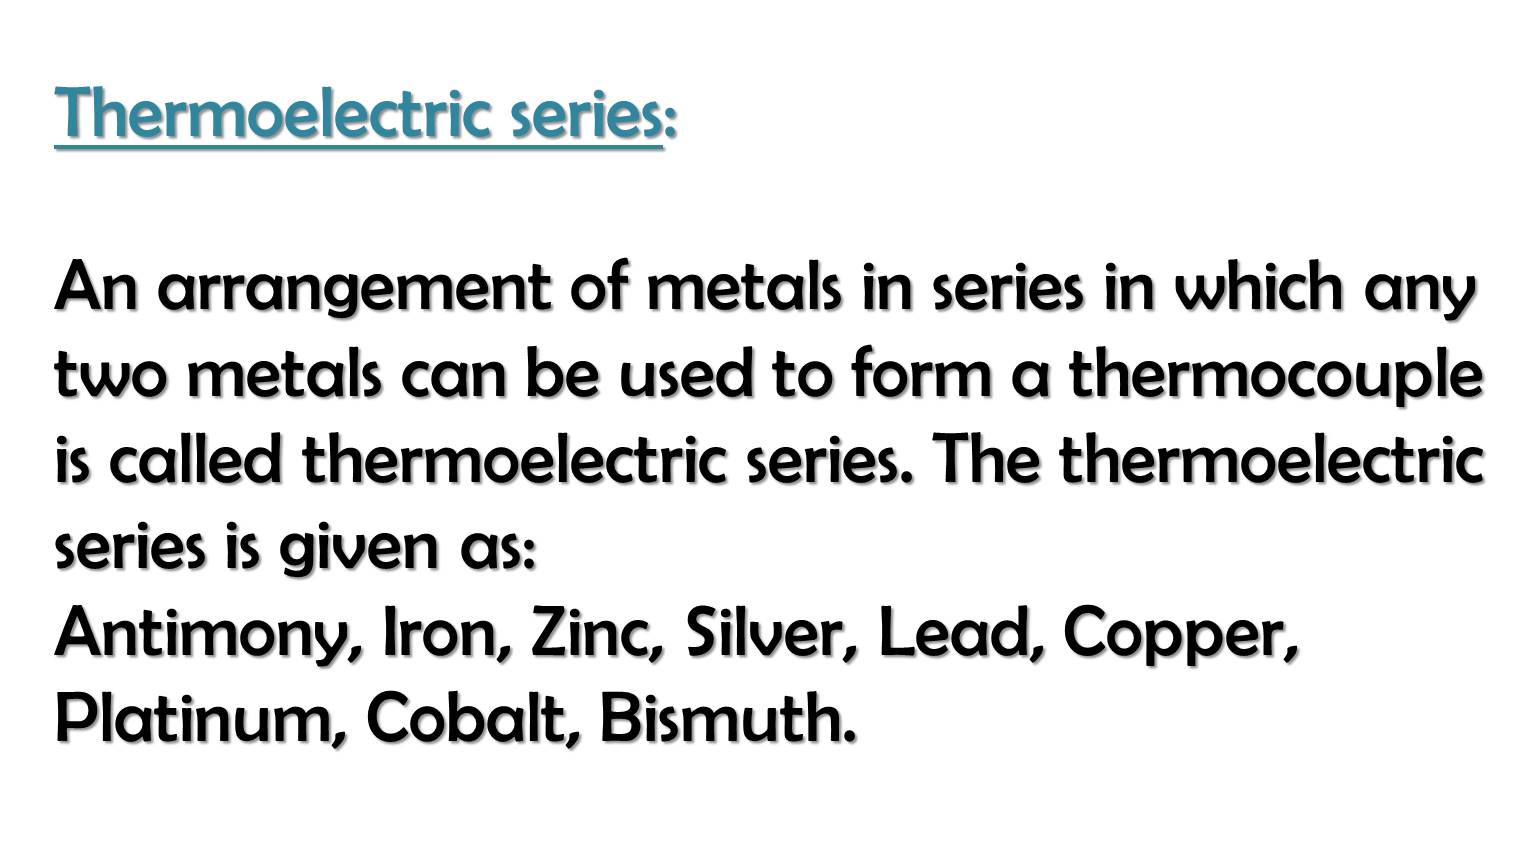 Thermoelectric series:
An arrangement of metals in series in which any
two metals can be used to form a thermocouple
is called thermoelectric series. The thermoelectric
series is given as:
Antimony, Iron, Zinc, Silver, Lead, Copper,
Platinum, Cobalt, Bismuth.